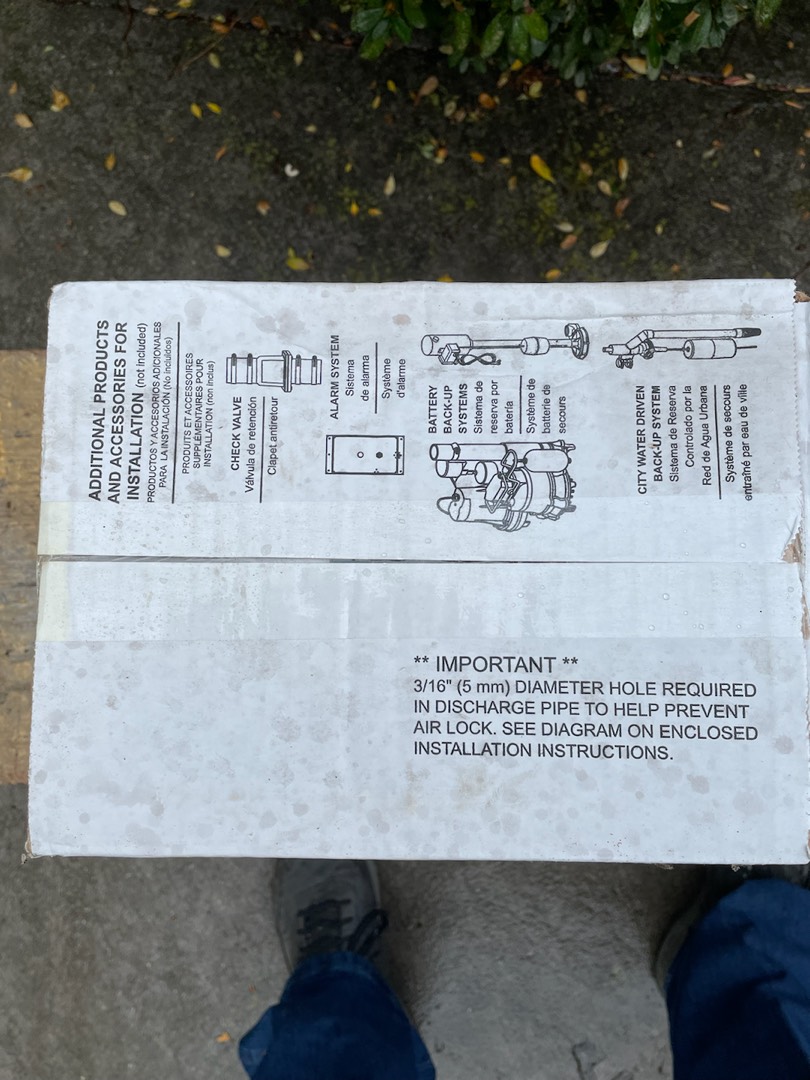 ADDITIONAL PRODUCTS
AND ACCESSORIES FOR
INSTALLATION (not included)
PRODUCTOS Y ACCESORIOS ADICIONALES
PARA LA INSTALACIÓN (No incluidos)
PRODUITS ET ACCESSOIRES
SUPPLÉMENTAIRES POUR
INSTALLATION (non inclus)
CHECK VALVE
Válvula de retención
Clapet antiretour
ALARM SYSTEM
Sistema
de alarma
Système
d'alarme
BATTERY
BACK-UP
SYSTEMS
Sistema de
reserva por
batería
Système de
batterie de
secours
CITY WATER DRIVEN
BACK-UP SYSTEM
Sistema de Reserva
Controlado por la
Red de Agua Urbana
Système de secours
entraîné par eau de ville
** IMPORTANT **
3/16" (5 mm) DIAMETER HOLE REQUIRED
IN DISCHARGE PIPE TO HELP PREVENT
AIR LOCK. SEE DIAGRAM ON ENCLOSED
INSTALLATION INSTRUCTIONS.